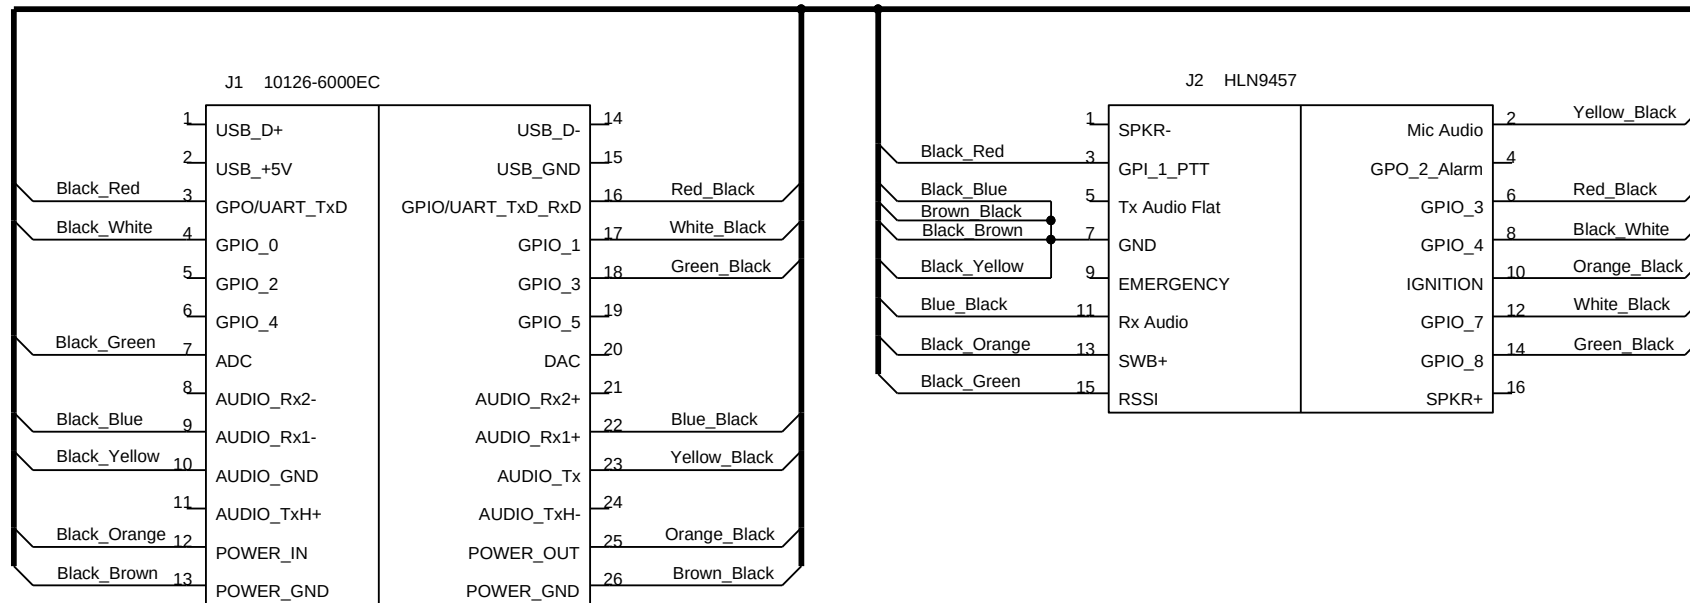 J1 10126-6000EC
1 USB_D+ USB_D- 14
2 USB_+5V USB_GND 15
Black_Red 3 GPO/UART_TxD GPIO/UART_TxD_RxD 16 Red_Black
Black_White 4 GPIO_0 GPIO_1 17 White_Black
5 GPIO_2 GPIO_3 18 Green_Black
6 GPIO_4 GPIO_5 19
Black_Green 7 ADC DAC 20
8 AUDIO_Rx2- AUDIO_Rx2+ 21
Black_Blue 9 AUDIO_Rx1- AUDIO_Rx1+ 22 Blue_Black
Black_Yellow 10 AUDIO_GND AUDIO_Tx 23 Yellow_Black
11 AUDIO_TxH+ AUDIO_TxH- 24
Black_Orange 12 POWER_IN POWER_OUT 25 Orange_Black
Black_Brown 13 POWER_GND POWER_GND 26 Brown_Black
J2 HLN9457
1 SPKR- Mic Audio 2 Yellow_Black
Black_Red 3 GPI_1_PTT GPO_2_Alarm 4
Black_Blue 5 Tx Audio Flat GPIO_3 6 Red_Black
Brown_Black
Black_Brown 7 GND GPIO_4 8 Black_White
Black_Yellow 9 EMERGENCY IGNITION 10 Orange_Black
Blue_Black 11 Rx Audio GPIO_7 12 White_Black
Black_Orange 13 SWB+ GPIO_8 14 Green_Black
Black_Green 15 RSSI SPKR+ 16